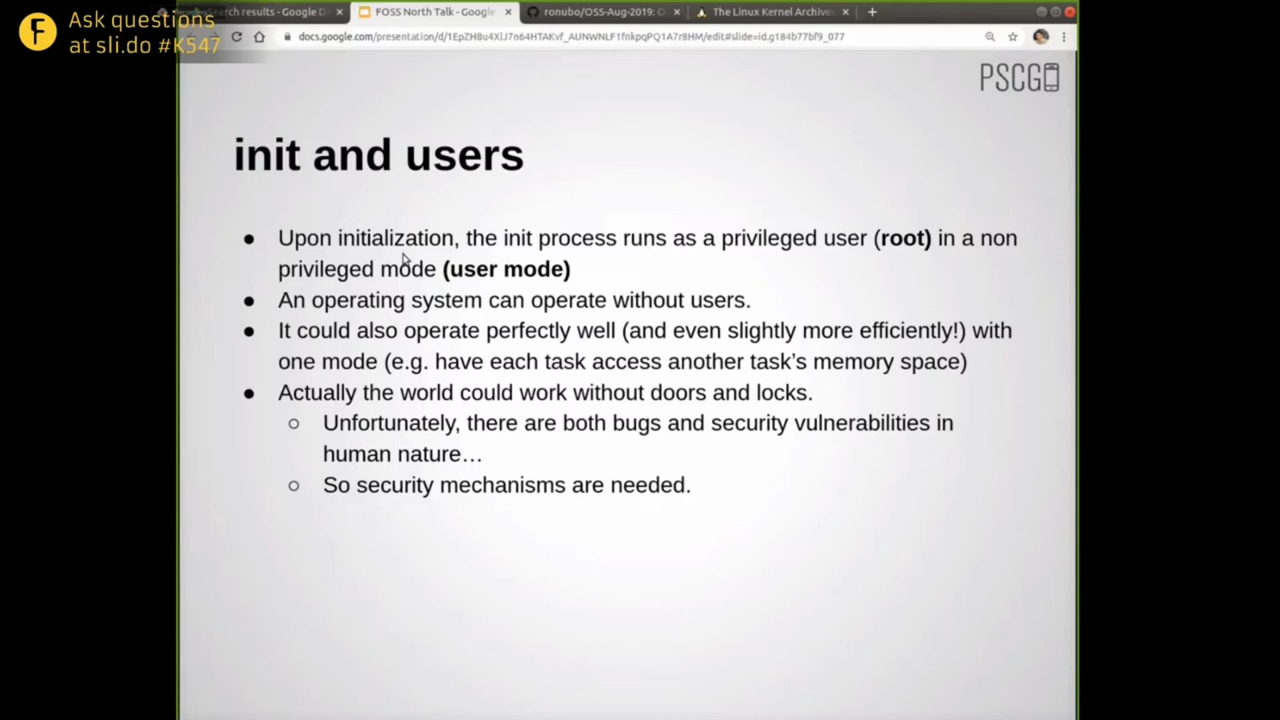 Ask questions
at sli.do #K547
F
Search results - Google D
FOSS North Talk - Google
ronubo/OSS-Aug-2019: O
The Linux Kernel Archive
docs.google.com/presentation/d/1EpZH8u4XlJ7n64HTAKvf_AUNWNLF1fnkpqPQ1A7r8HM/edit#slide=id.g184b77bf9_077
PSCG
init and users
● Upon initialization, the init process runs as a privileged user (root) in a non
privileged mode (user mode)
● An operating system can operate without users.
● It could also operate perfectly well (and even slightly more efficiently!) with
one mode (e.g. have each task access another task’s memory space)
● Actually the world could work without doors and locks.
○ Unfortunately, there are both bugs and security vulnerabilities in
human nature…
○ So security mechanisms are needed.